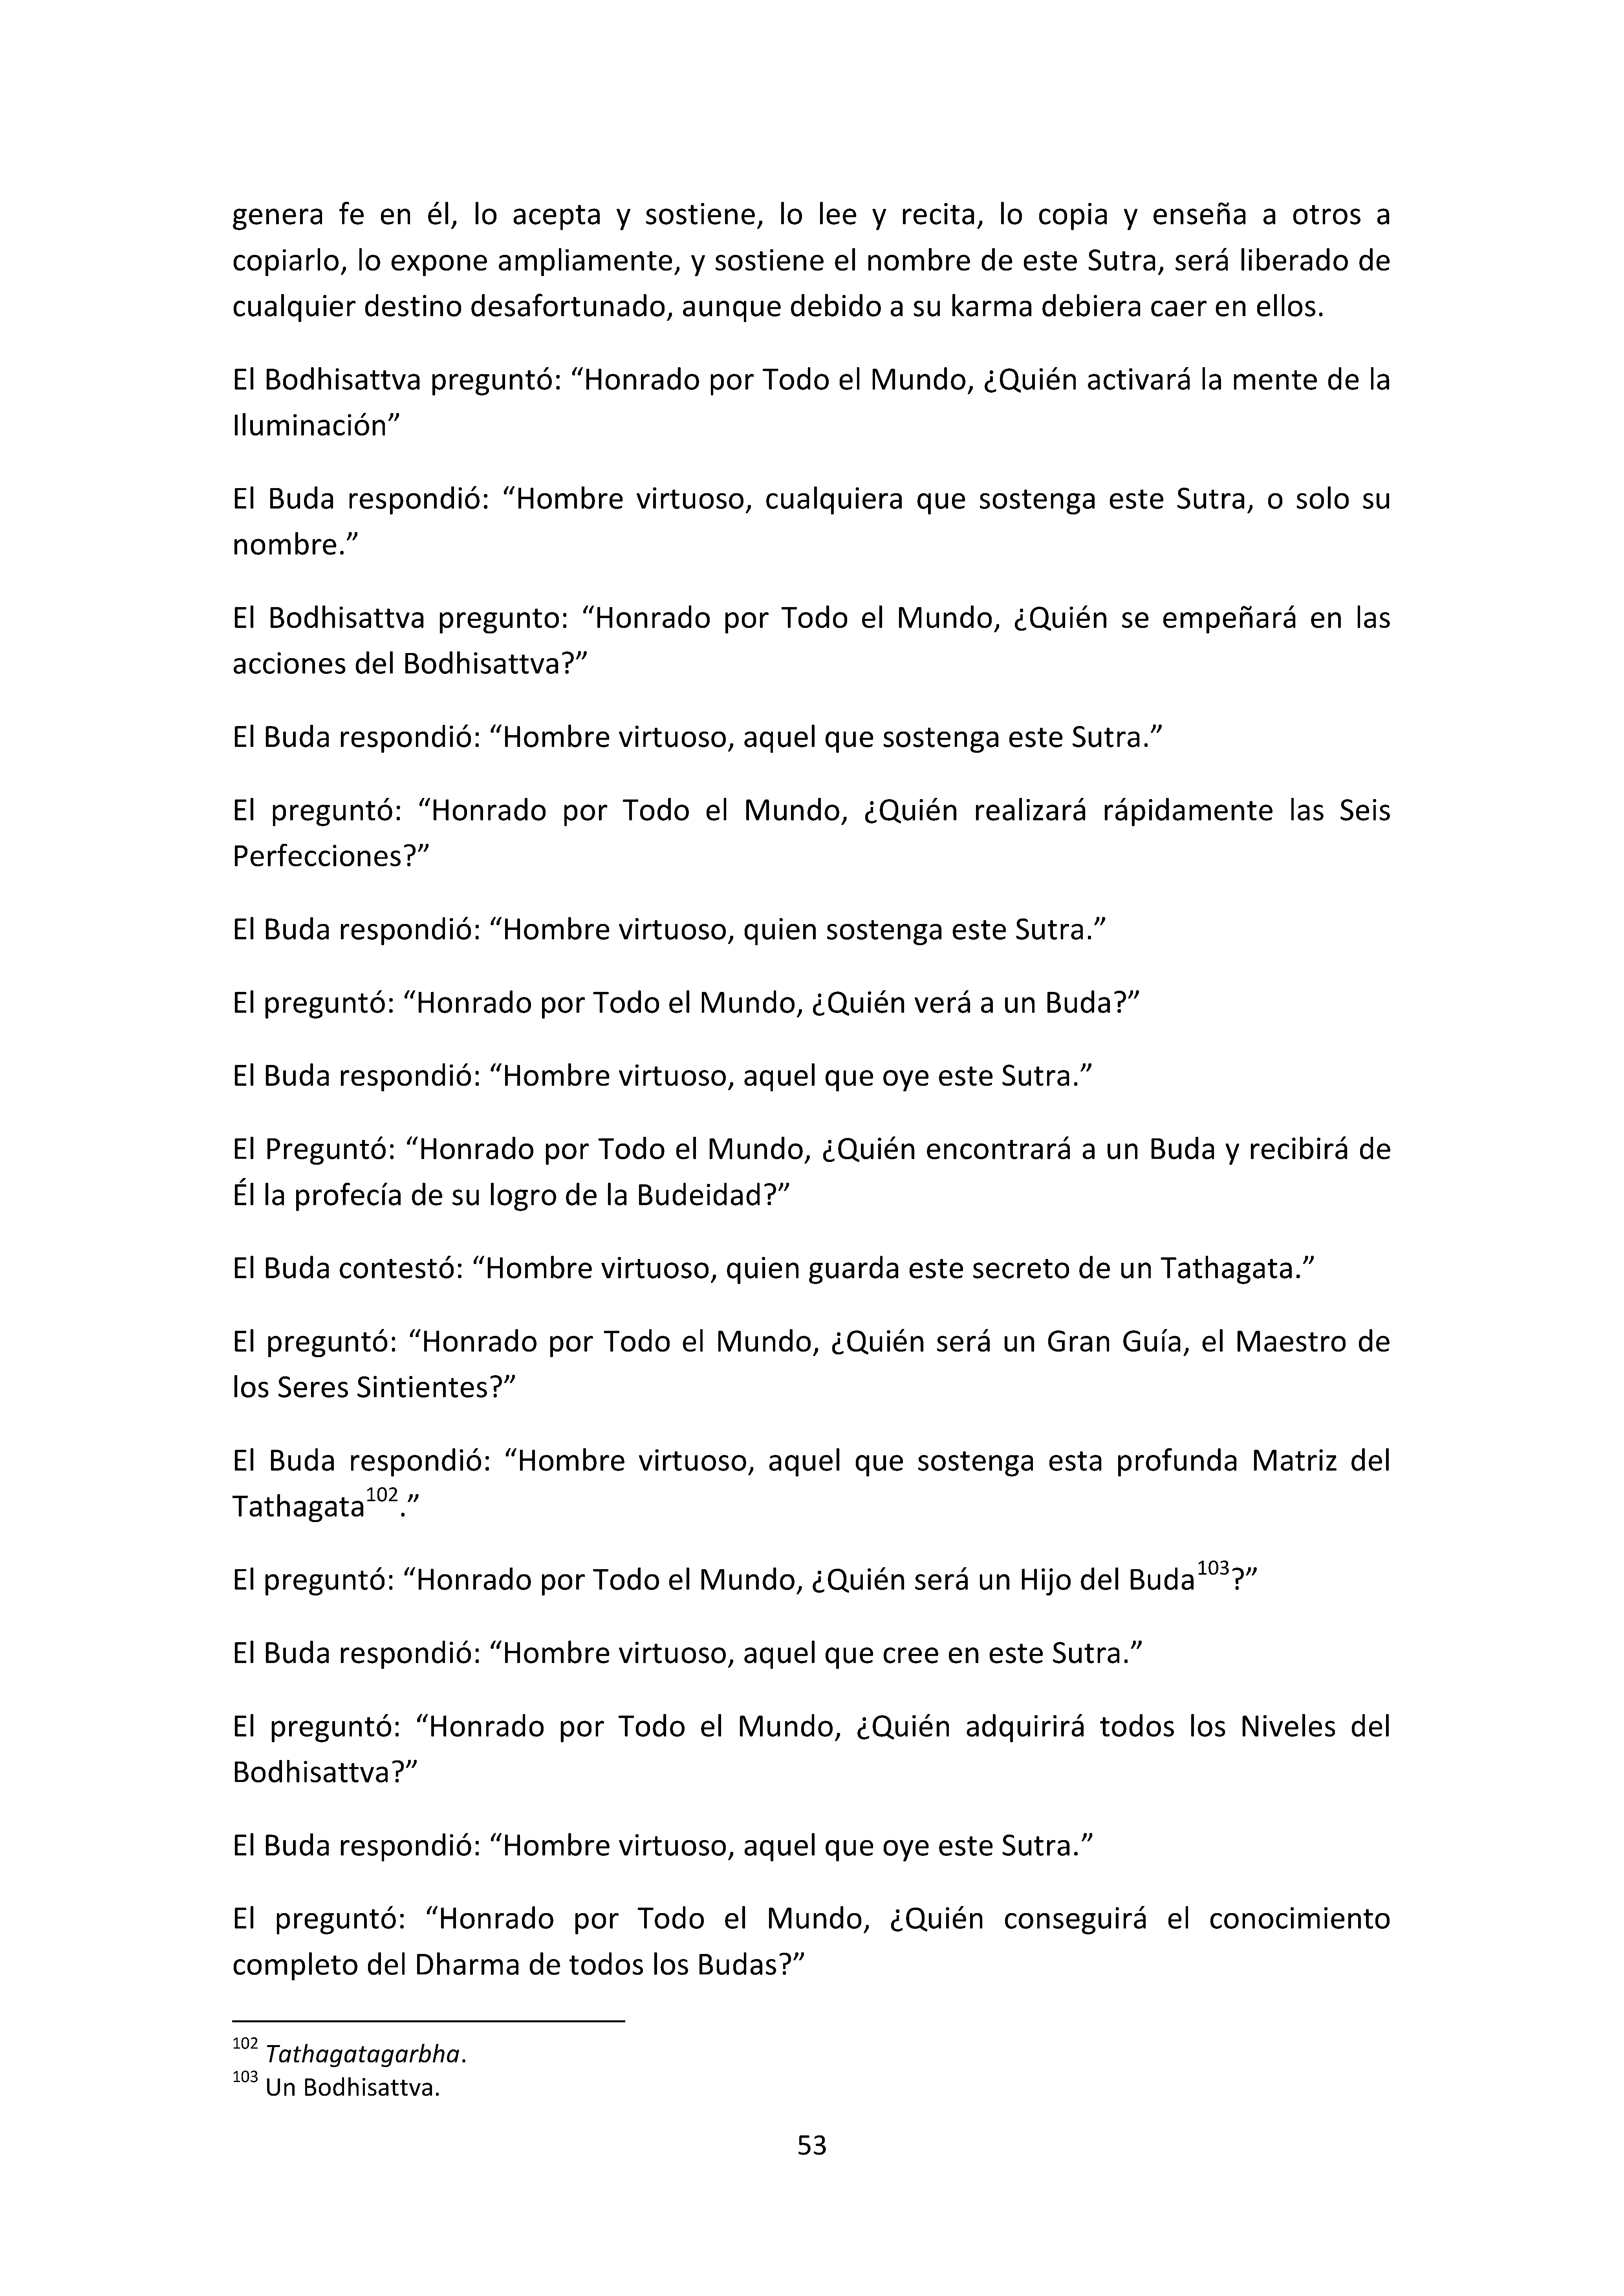 genera fe en él, lo acepta y sostiene, lo lee y recita, lo copia y enseña a otros a
copiarlo, lo expone ampliamente, y sostiene el nombre de este Sutra, será liberado de
cualquier destino desafortunado, aunque debido a su karma debiera caer en ellos.
El Bodhisattva preguntó: “Honrado por Todo el Mundo, ¿Quién activará la mente de la
Iluminación”
El Buda respondió: “Hombre virtuoso, cualquiera que sostenga este Sutra, o solo su
nombre.”
El Bodhisattva pregunto: “Honrado por Todo el Mundo, ¿Quién se empeñará en las
acciones del Bodhisattva?”
El Buda respondió: “Hombre virtuoso, aquel que sostenga este Sutra.”
El preguntó: “Honrado por Todo el Mundo, ¿Quién realizará rápidamente las Seis
Perfecciones?”
El Buda respondió: “Hombre virtuoso, quien sostenga este Sutra.”
El preguntó: “Honrado por Todo el Mundo, ¿Quién verá a un Buda?”
El Buda respondió: “Hombre virtuoso, aquel que oye este Sutra.”
El Preguntó: “Honrado por Todo el Mundo, ¿Quién encontrará a un Buda y recibirá de
Él la profecía de su logro de la Budeidad?”
El Buda contestó: “Hombre virtuoso, quien guarda este secreto de un Tathagata.”
El preguntó: “Honrado por Todo el Mundo, ¿Quién será un Gran Guía, el Maestro de
los Seres Sintientes?”
El Buda respondió: “Hombre virtuoso, aquel que sostenga esta profunda Matriz del
Tathagata102.”
El preguntó: “Honrado por Todo el Mundo, ¿Quién será un Hijo del Buda103?”
El Buda respondió: “Hombre virtuoso, aquel que cree en este Sutra.”
El preguntó: “Honrado por Todo el Mundo, ¿Quién adquirirá todos los Niveles del
Bodhisattva?”
El Buda respondió: “Hombre virtuoso, aquel que oye este Sutra.”
El preguntó: “Honrado por Todo el Mundo, ¿Quién conseguirá el conocimiento
completo del Dharma de todos los Budas?”
102 Tathagatagarbha.
103 Un Bodhisattva.
53